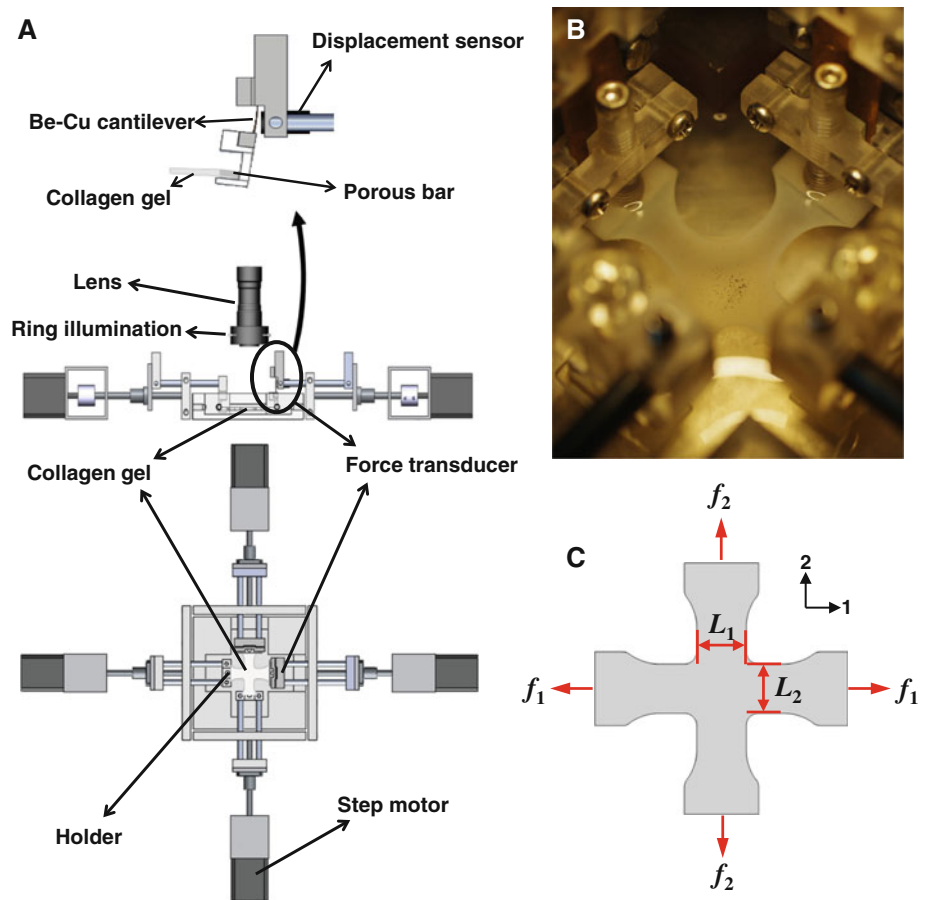 A
Displacement sensor
Be-Cu cantilever
Collagen gel
Porous bar
Lens
Ring illumination
Collagen gel
Force transducer
Holder
Step motor
B
C
f2
2
1
L1
L2
f1
f1
f2